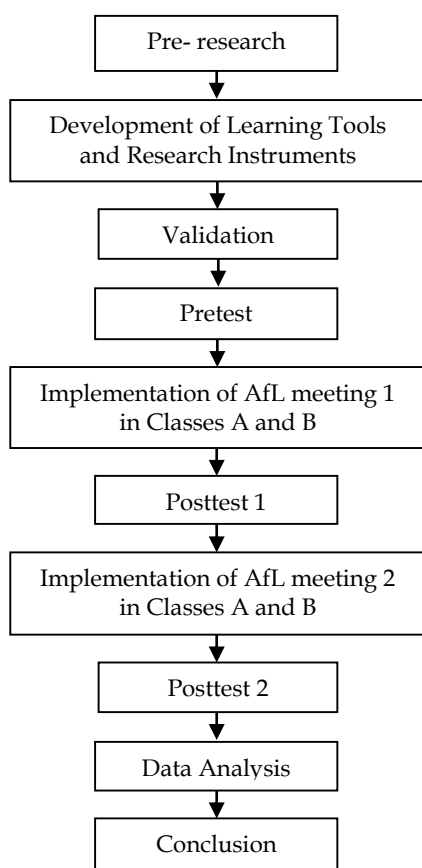 Pre- research
Development of Learning Tools
and Research Instruments
Validation
Pretest
Implementation of AfL meeting 1
in Classes A and B
Posttest 1
Implementation of AfL meeting 2
in Classes A and B
Posttest 2
Data Analysis
Conclusion